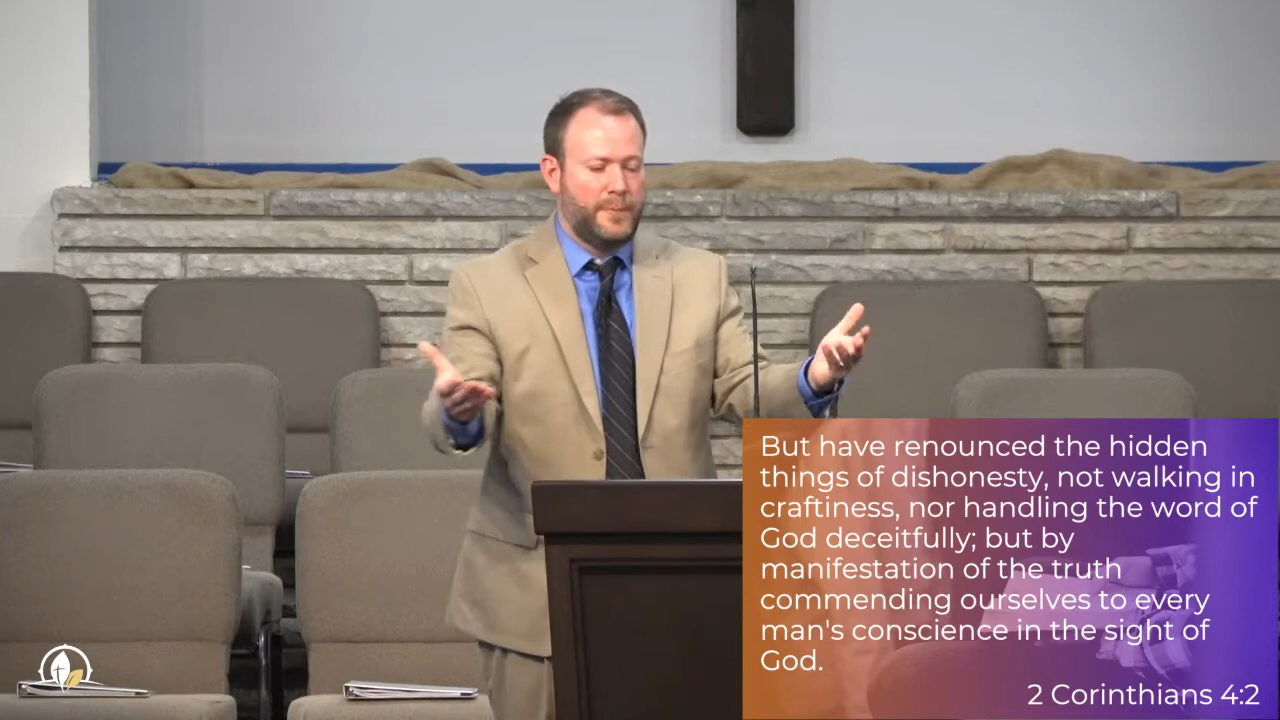 But have renounced the hidden
things of dishonesty, not walking in
craftiness, nor handling the word of
God deceitfully; but by
manifestation of the truth
commending ourselves to every
man's conscience in the sight of
God.
2 Corinthians 4:2